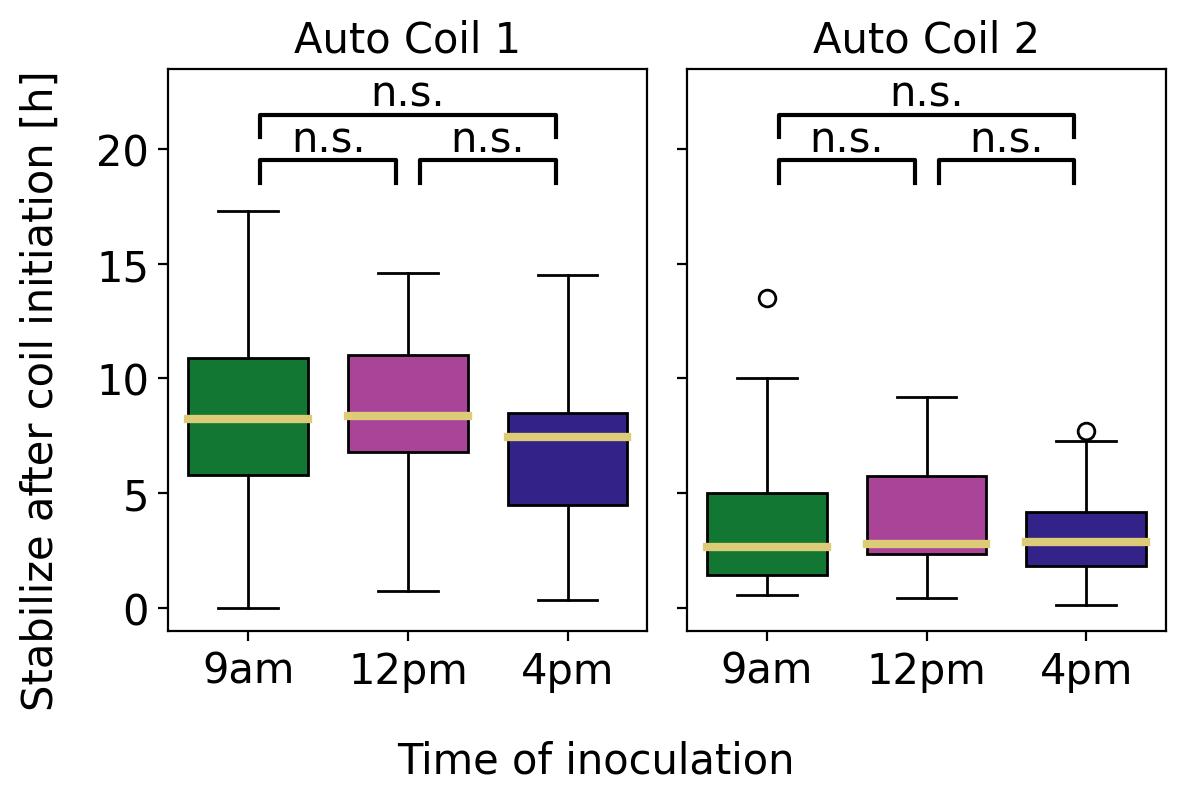 Auto Coil 1
Auto Coil 2
Stabilize after coil initiation [h]
n.s.
n.s.
n.s. n.s.
n.s. n.s.
20
15
10
5
0
9am 12pm 4pm
9am 12pm 4pm
Time of inoculation